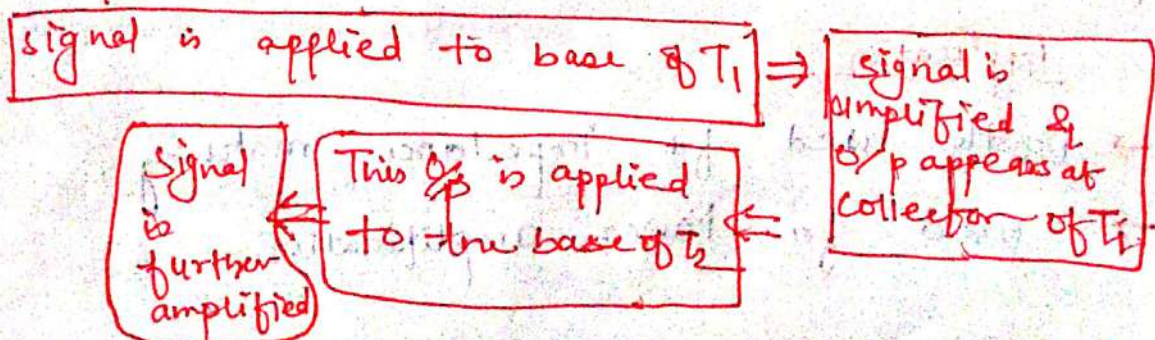 signal is applied to base of T1 ⇒
signal is
amplified &
O/p appears at
collector of T1.
⇐
This O/p is applied
to the base of T2
⇐
signal
is
further
amplified